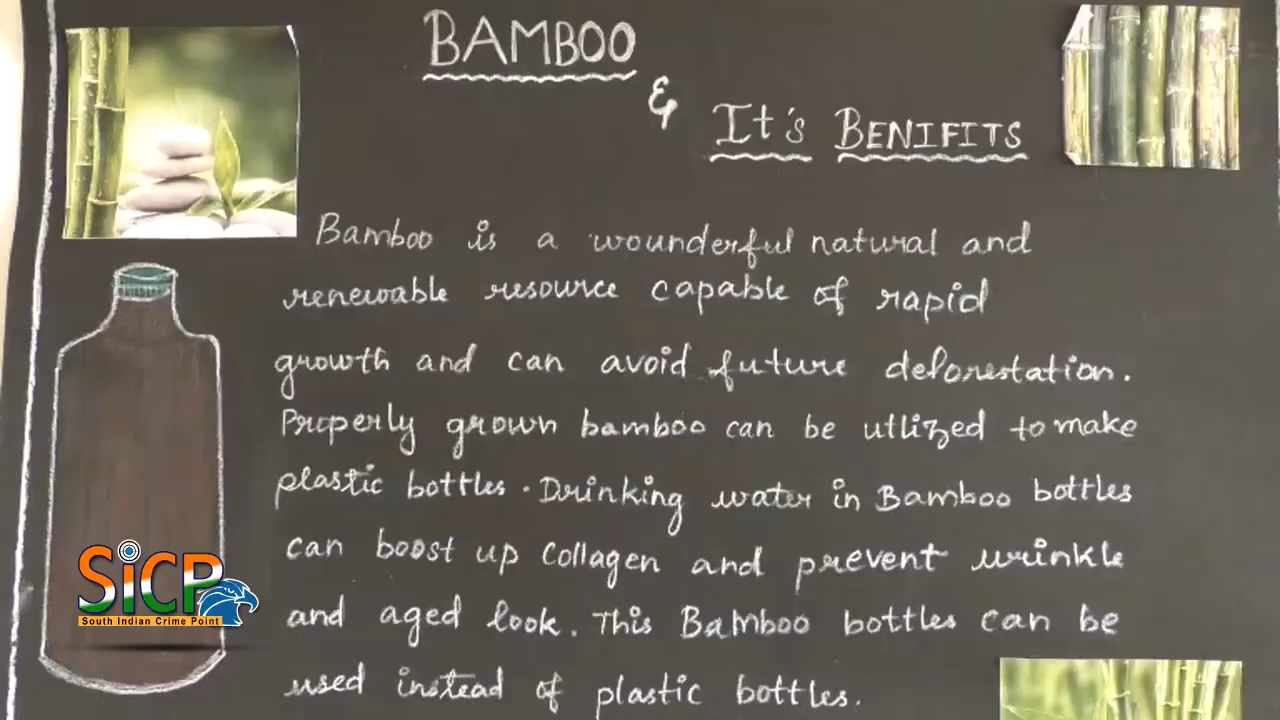 BAMBOO
&
It's BENIFITS
Bamboo is a wounderful natural and
renewable resource capable of rapid
growth and can avoid future deforestation.
Properly grown bamboo can be utlized to make
plastic bottles. Drinking water in Bamboo bottles
can boost up collagen and prevent wrinkle
and aged look. This Bamboo bottles can be
used instead of plastic bottles.
SiCP
South Indian Crime Point